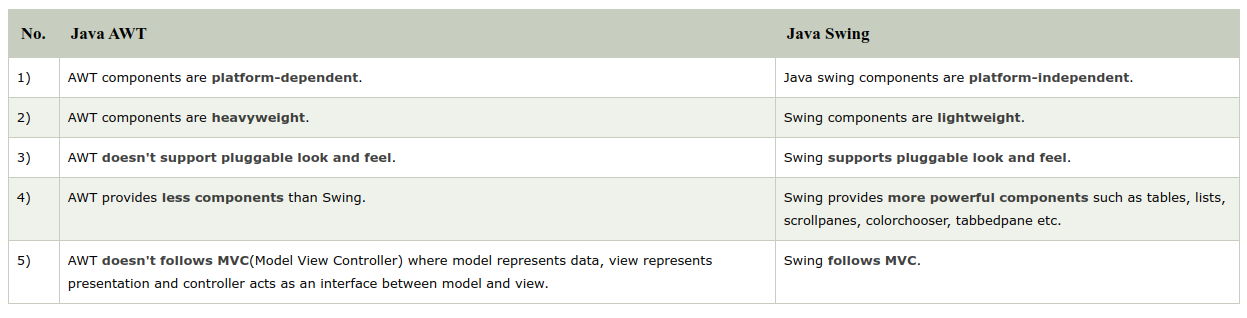 No. Java AWT Java Swing
1) AWT components are platform-dependent. Java swing components are platform-independent.
2) AWT components are heavyweight. Swing components are lightweight.
3) AWT doesn't support pluggable look and feel. Swing supports pluggable look and feel.
4) AWT provides less components than Swing. Swing provides more powerful components such as tables, lists,
scrollpanes, colorchooser, tabbedpane etc.
5) AWT doesn't follows MVC(Model View Controller) where model represents data, view represents
presentation and controller acts as an interface between model and view.
Swing follows MVC.